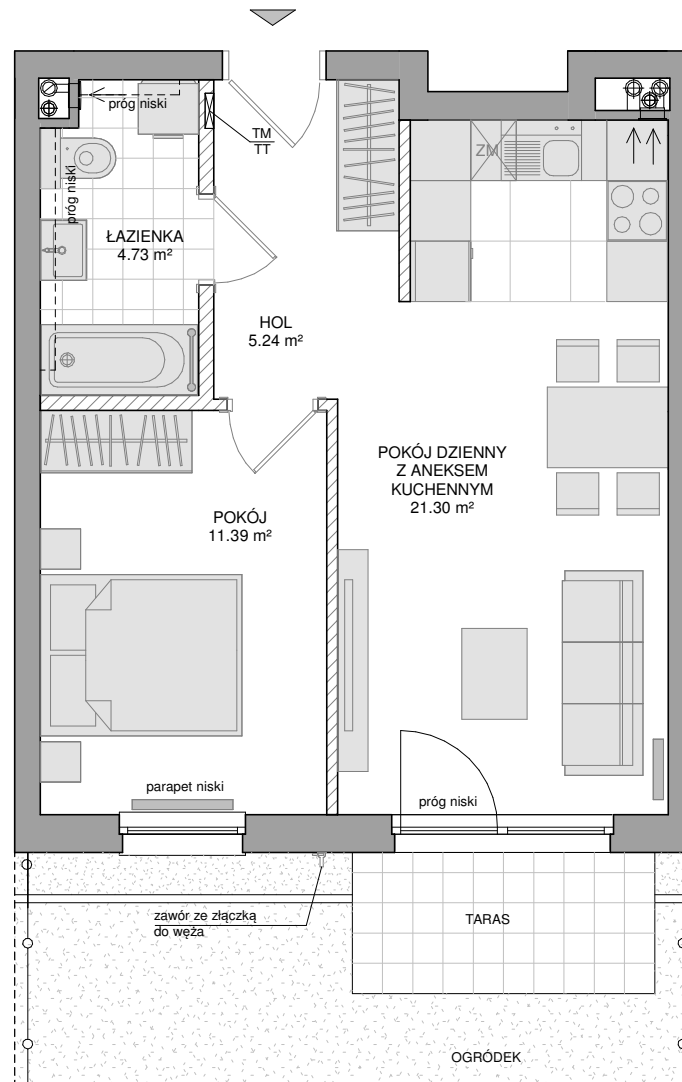 próg niski
TM
TT
ZM
próg niski
ŁAZIENKA
4.73 m²
HOL
5.24 m²
POKÓJ DZIENNY
Z ANEKSEM
KUCHENNYM
21.30 m²
POKÓJ
11.39 m²
parapet niski
próg niski
zawór ze złączką
do węża
TARAS
OGRÓDEK